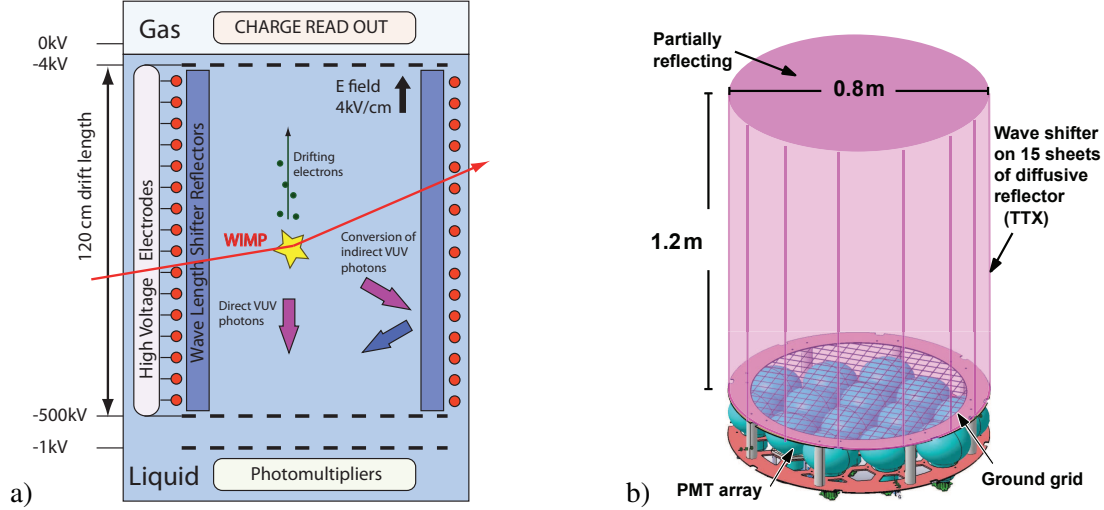 Gas
CHARGE READ OUT
0kV
-4kV
E field
4kV/cm
120 cm drift length
High Voltage Electrodes
Wave Length Shifter Reflectors
Drifting
electrons
WIMP
Conversion of
indirect VUV
photons
Direct VUV
photons
-500kV
-1kV
Liquid
Photomultipliers
a)
Partially
reflecting
0.8m
Wave shifter
on 15 sheets
of diffusive
reflector
(TTX)
1.2m
PMT array
Ground grid
b)